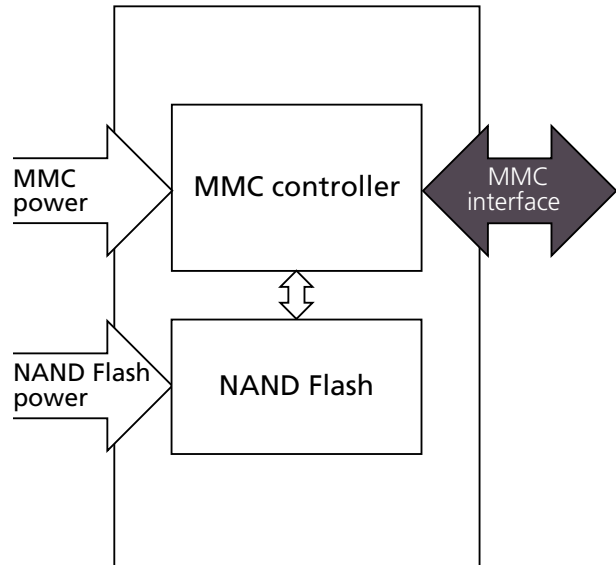 MMC
power
MMC controller
MMC
interface
NAND Flash
power
NAND Flash